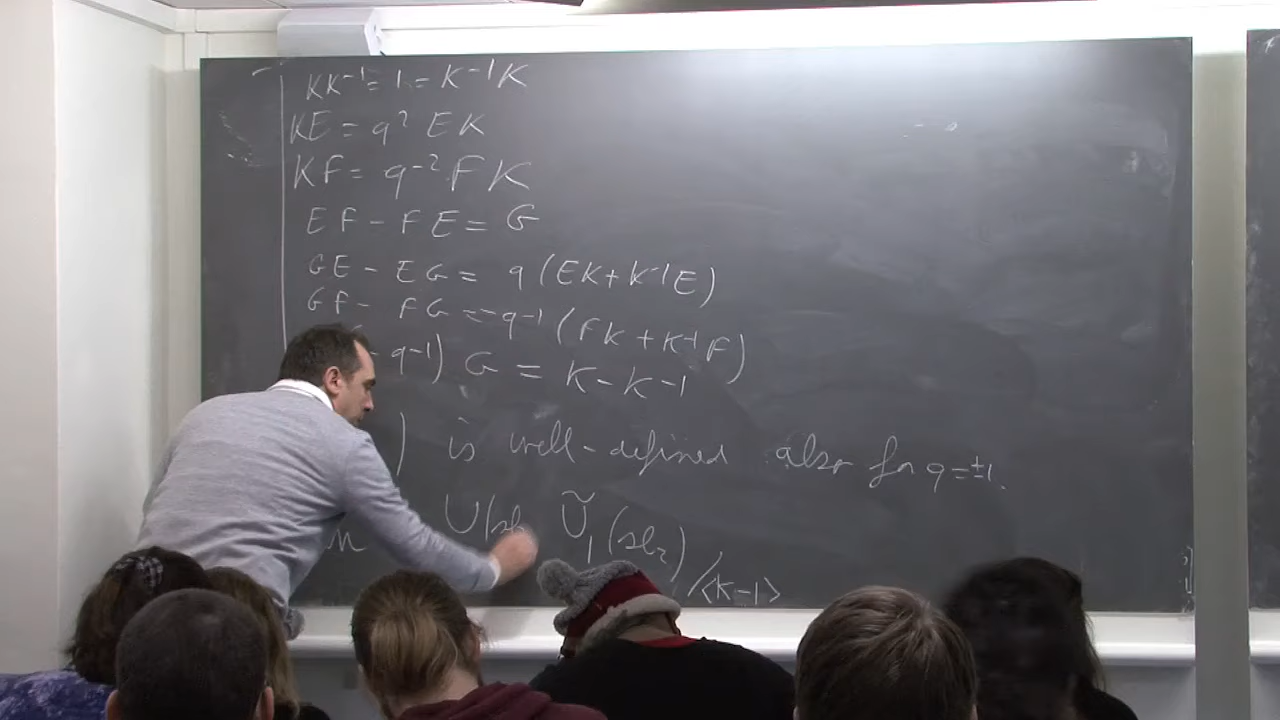 KK⁻¹ = 1 = K⁻¹K
KE = q² EK
KF = q⁻² FK
EF - FE = G
GE - EG = q (EK + K⁻¹E)
GF - FG = -q⁻¹ (FK + K⁻¹F)
- q⁻¹) G = K - K⁻¹
) is well-defined also for q = ±1.
U(sl Ũ₁(sl₂)/⟨K-1⟩